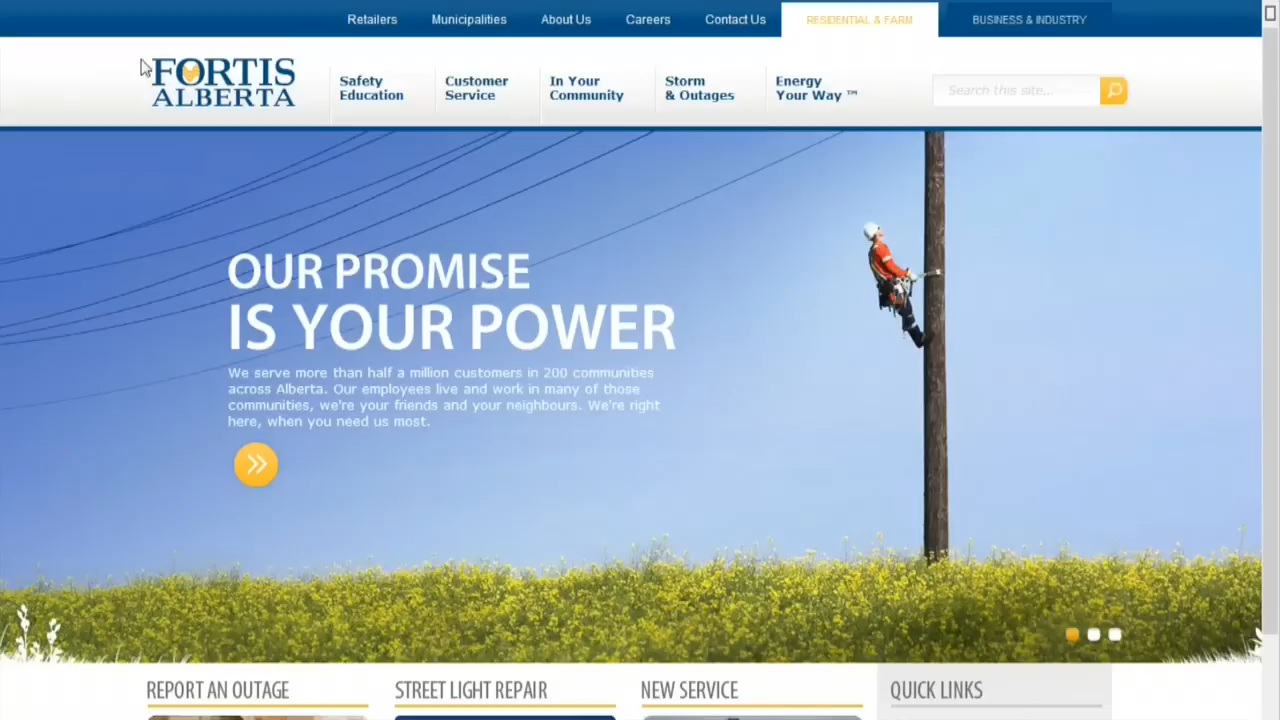 Retailers Municipalities About Us Careers Contact Us RESIDENTIAL & FARM BUSINESS & INDUSTRY
FORTIS
ALBERTA
Safety
Education
Customer
Service
In Your
Community
Storm
& Outages
Energy
Your Way ™
Search this site...
OUR PROMISE
IS YOUR POWER
We serve more than half a million customers in 200 communities
across Alberta. Our employees live and work in many of those
communities, we're your friends and your neighbours. We're right
here, when you need us most.
REPORT AN OUTAGE
STREET LIGHT REPAIR
NEW SERVICE
QUICK LINKS